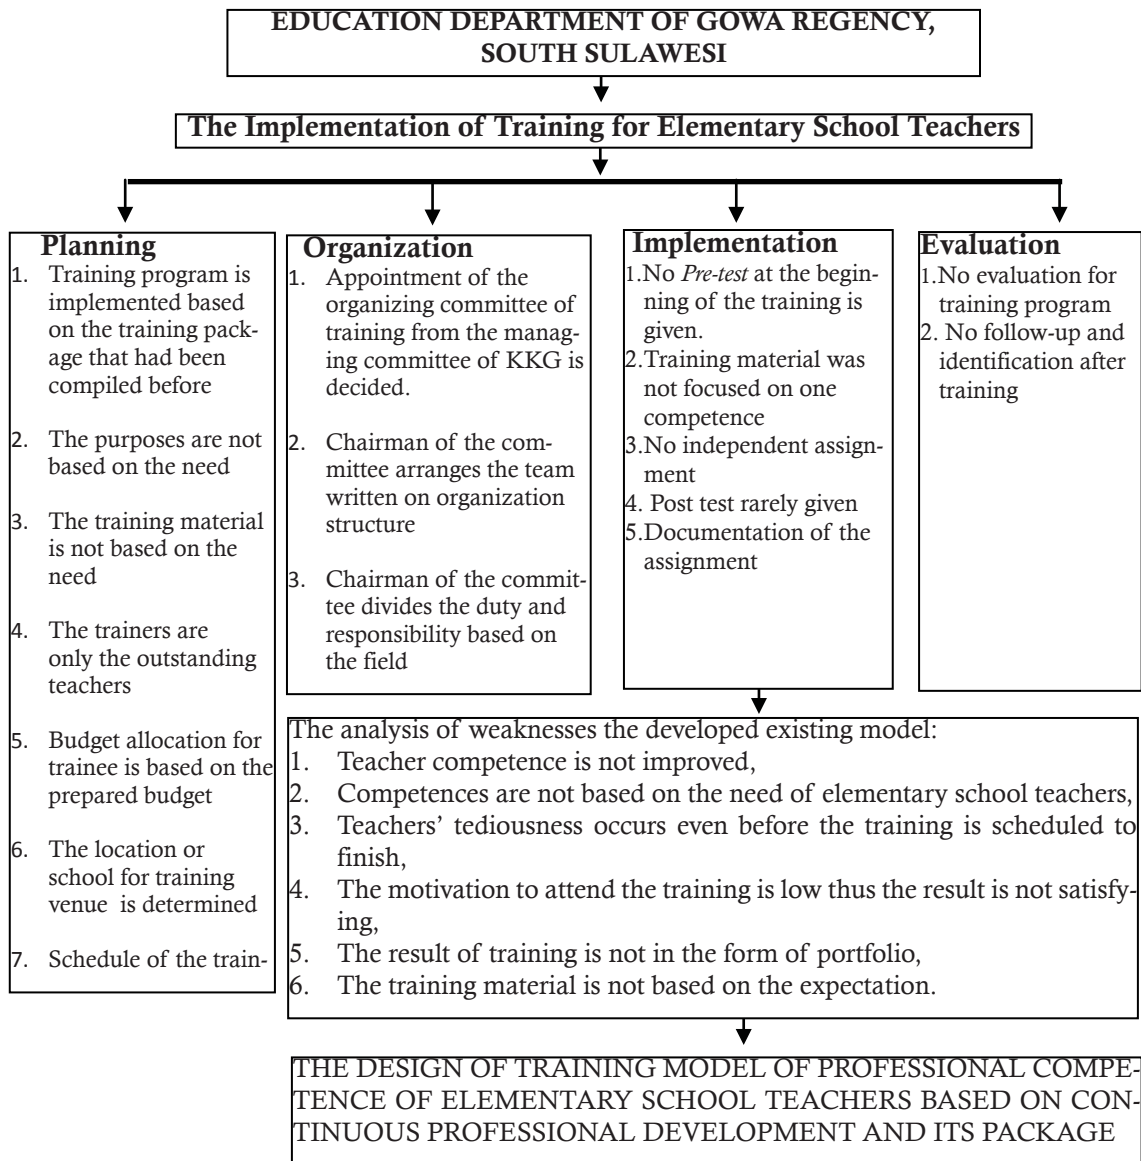 EDUCATION DEPARTMENT OF GOWA REGENCY,
SOUTH SULAWESI
The Implementation of Training for Elementary School Teachers
Planning
1. Training program is
implemented based
on the training pack-
age that had been
compiled before
2. The purposes are not
based on the need
3. The training material
is not based on the
need
4. The trainers are
only the outstanding
teachers
5. Budget allocation for
trainee is based on the
prepared budget
6. The location or
school for training
venue is determined
7. Schedule of the train-
Organization
1. Appointment of the
organizing committee of
training from the manag-
ing committee of KKG is
decided.
2. Chairman of the com-
mittee arranges the team
written on organization
structure
3. Chairman of the commit-
tee divides the duty and
responsibility based on
the field
Implementation
1.No Pre-test at the begin-
ning of the training is
given.
2.Training material was
not focused on one
competence
3.No independent assign-
ment
4. Post test rarely given
5.Documentation of the
assignment
Evaluation
1.No evaluation for
training program
2. No follow-up and
identification after
training
The analysis of weaknesses the developed existing model:
1. Teacher competence is not improved,
2. Competences are not based on the need of elementary school teachers,
3. Teachers’ tediousness occurs even before the training is scheduled to
finish,
4. The motivation to attend the training is low thus the result is not satisfy-
ing,
5. The result of training is not in the form of portfolio,
6. The training material is not based on the expectation.
THE DESIGN OF TRAINING MODEL OF PROFESSIONAL COMPE-
TENCE OF ELEMENTARY SCHOOL TEACHERS BASED ON CON-
TINUOUS PROFESSIONAL DEVELOPMENT AND ITS PACKAGE